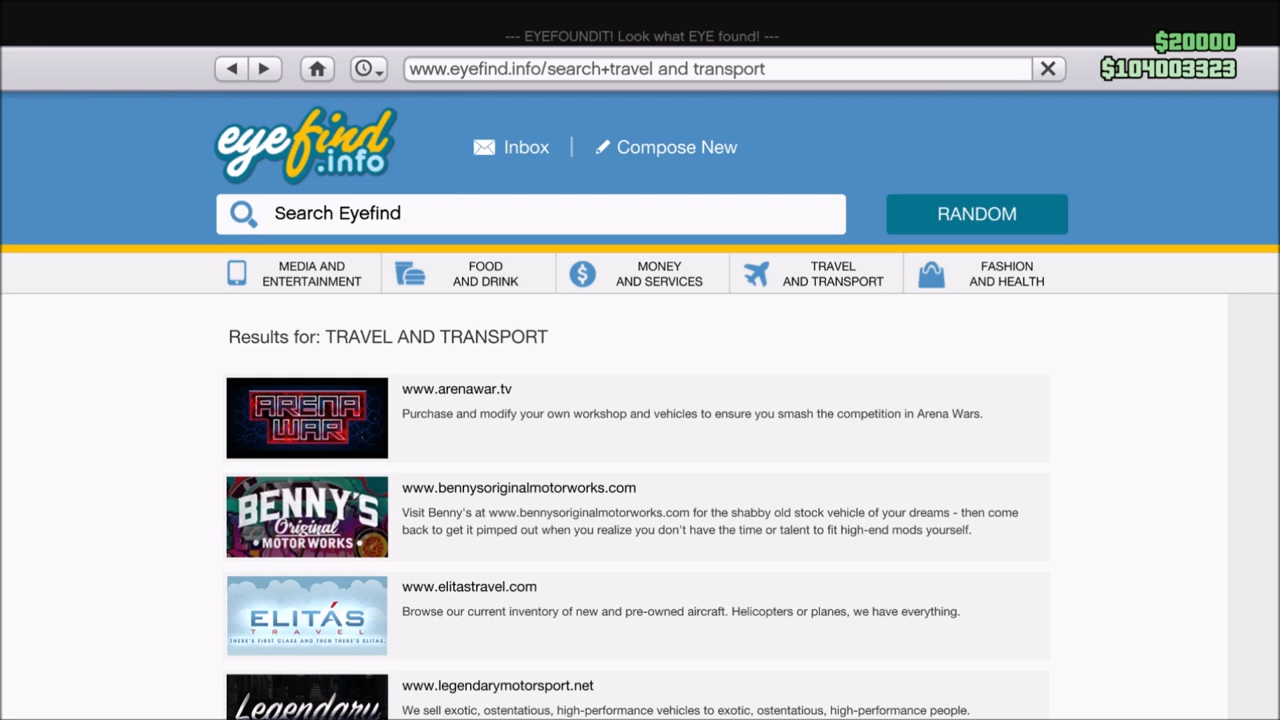 --- EYEFOUNDIT! Look what EYE found! ---
$20000
www.eyefind.info/search+travel and transport
$104003323
eyefind
.info
Inbox
Compose New
Search Eyefind
RANDOM
MEDIA AND
ENTERTAINMENT
FOOD
AND DRINK
MONEY
AND SERVICES
TRAVEL
AND TRANSPORT
FASHION
AND HEALTH
Results for: TRAVEL AND TRANSPORT
ARENA
WAR
www.arenawar.tv
Purchase and modify your own workshop and vehicles to ensure you smash the competition in Arena Wars.
BENNY'S
Original
•MOTOR WORKS•
www.bennysoriginalmotorworks.com
Visit Benny's at www.bennysoriginalmotorworks.com for the shabby old stock vehicle of your dreams - then come
back to get it pimped out when you realize you don't have the time or talent to fit high-end mods yourself.
ELITÁS
TRAVEL
THERE'S FIRST CLASS AND THEN THERE'S ELITAS.
www.elitastravel.com
Browse our current inventory of new and pre-owned aircraft. Helicopters or planes, we have everything.
Legendary
www.legendarymotorsport.net
We sell exotic, ostentatious, high-performance vehicles to exotic, ostentatious, high-performance people.